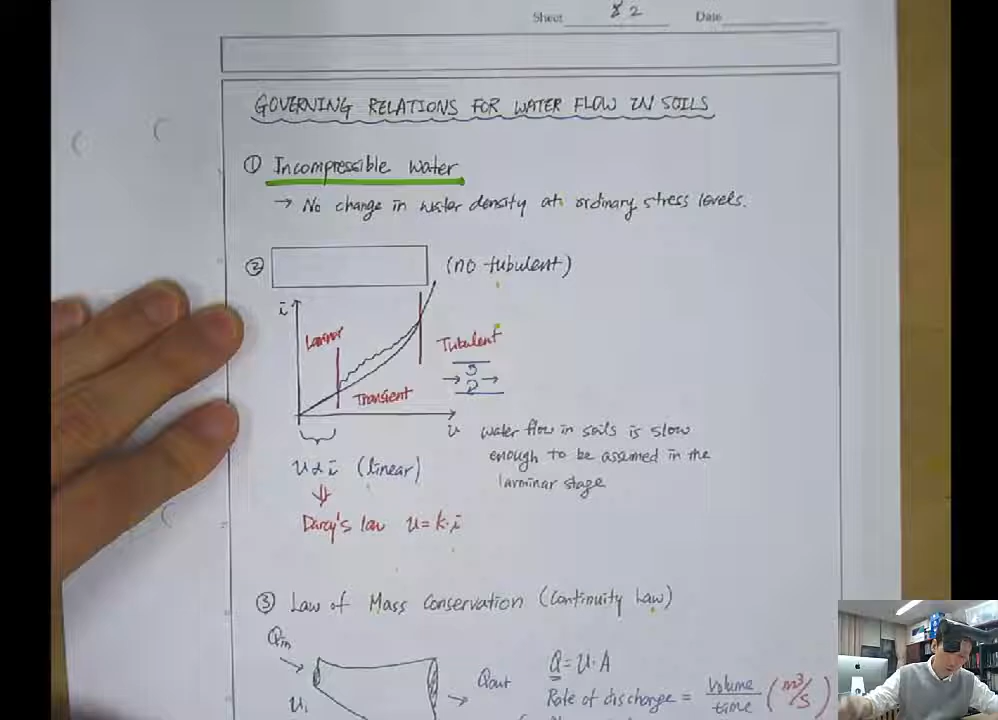 Sheet 82 Date
GOVERNING RELATIONS FOR WATER FLOW IN SOILS
① Incompressible Water
→ No change in water density at ordinary stress levels.
② (no tubulent)
i
Laminar
Tubulent
Transient
v
water flow in soils is slow
enough to be assumed in the
larminar stage
v ∝ i (linear)
Darcy's law v = k·i
③ Law of Mass Conservation (Continuity Law)
Qin
Q = v·A
Qout
Rate of discharge = volume/time (m³/s)
v₁